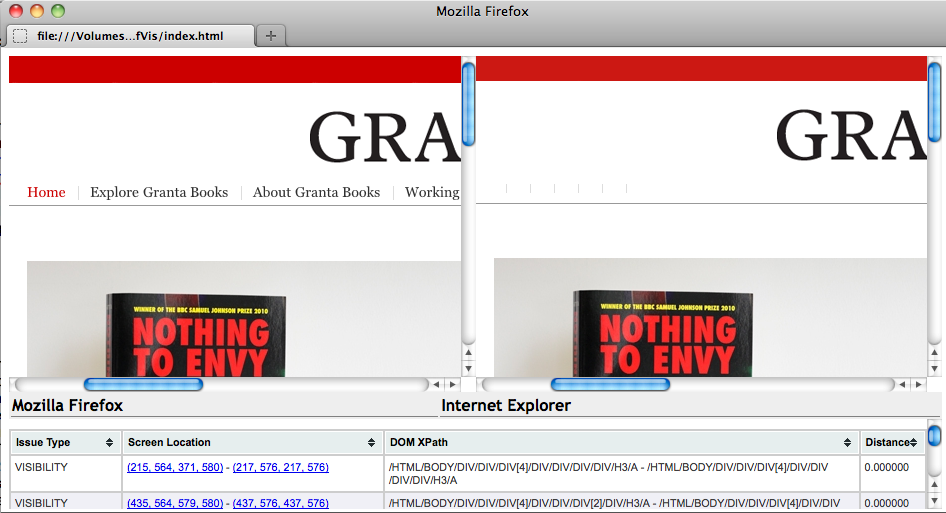 Mozilla Firefox
file:///Volumes...fVis/index.html
GRA
Home Explore Granta Books About Granta Books Working
WINNER OF THE BBC SAMUEL JOHNSON PRIZE 2010
NOTHING
TO ENVY
GRA
WINNER OF THE BBC SAMUEL JOHNSON PRIZE 2010
NOTHING
TO ENVY
Mozilla Firefox Internet Explorer
Issue Type Screen Location DOM XPath Distance
VISIBILITY (215, 564, 371, 580) - (217, 576, 217, 576) /HTML/BODY/DIV/DIV/DIV[4]/DIV/DIV/DIV/DIV/DIV/H3/A - /HTML/BODY/DIV/DIV/DIV[4]/DIV/DIV 0.000000
/DIV/DIV/DIV/H3/A
VISIBILITY (435, 564, 579, 580) - (437, 576, 437, 576) /HTML/BODY/DIV/DIV/DIV[4]/DIV/DIV/DIV[2]/DIV/H3/A - /HTML/BODY/DIV/DIV/DIV[4]/DIV/DIV 0.000000